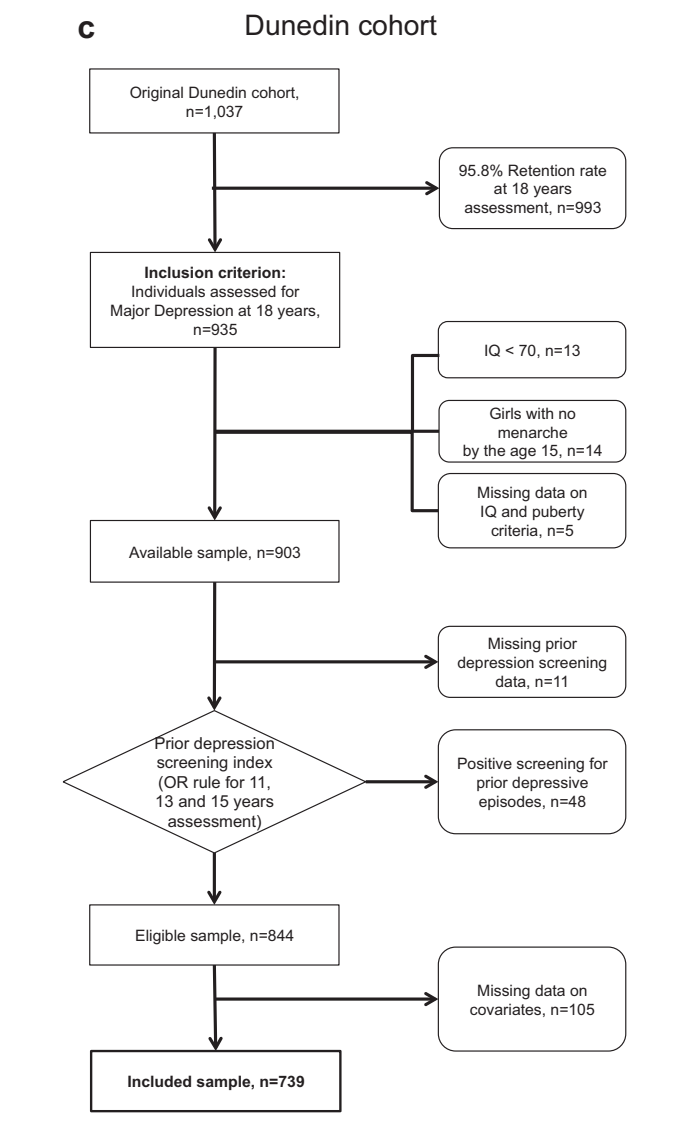 c
Dunedin cohort
Original Dunedin cohort,
n=1,037
95.8% Retention rate
at 18 years
assessment, n=993
Inclusion criterion:
Individuals assessed for
Major Depression at 18 years,
n=935
IQ < 70, n=13
Girls with no
menarche
by the age 15, n=14
Missing data on
IQ and puberty
criteria, n=5
Available sample, n=903
Missing prior
depression screening
data, n=11
Prior depression
screening index
(OR rule for 11,
13 and 15 years
assessment)
Positive screening for
prior depressive
episodes, n=48
Eligible sample, n=844
Missing data on
covariates, n=105
Included sample, n=739